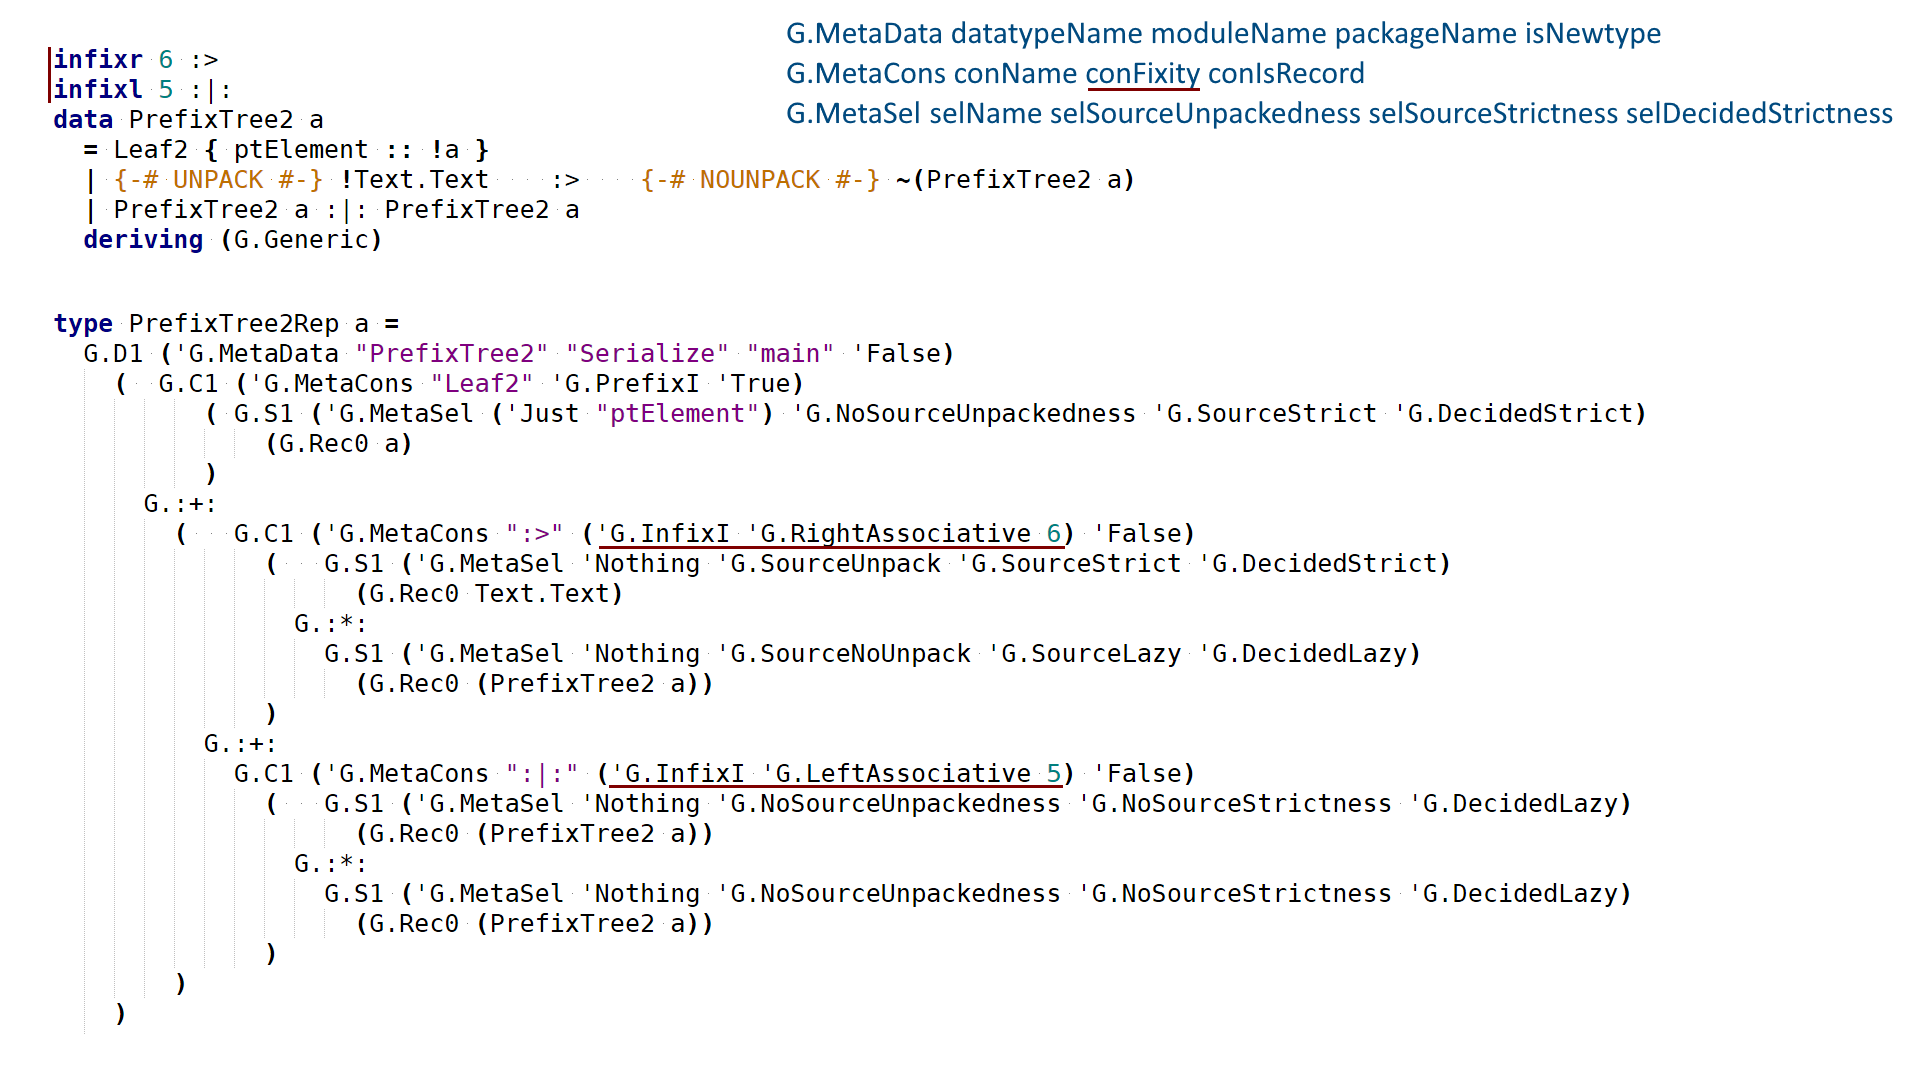 G.MetaData datatypeName moduleName packageName isNewtype
G.MetaCons conName conFixity conIsRecord
G.MetaSel selName selSourceUnpackedness selSourceStrictness selDecidedStrictness
infixr 6 :>
infixl 5 :|:
data PrefixTree2 a
  = Leaf2 { ptElement :: !a }
  | {-# UNPACK #-} !Text.Text    :>    {-# NOUNPACK #-} ~(PrefixTree2 a)
  | PrefixTree2 a :|: PrefixTree2 a
  deriving (G.Generic)
type PrefixTree2Rep a =
  G.D1 ('G.MetaData "PrefixTree2" "Serialize" "main" 'False)
    (  G.C1 ('G.MetaCons "Leaf2" 'G.PrefixI 'True)
          ( G.S1 ('G.MetaSel ('Just "ptElement") 'G.NoSourceUnpackedness 'G.SourceStrict 'G.DecidedStrict)
              (G.Rec0 a)
          )
      G.:+:
        (   G.C1 ('G.MetaCons ":>" ('G.InfixI 'G.RightAssociative 6) 'False)
              (   G.S1 ('G.MetaSel 'Nothing 'G.SourceUnpack 'G.SourceStrict 'G.DecidedStrict)
                    (G.Rec0 Text.Text)
                G.:*:
                  G.S1 ('G.MetaSel 'Nothing 'G.SourceNoUnpack 'G.SourceLazy 'G.DecidedLazy)
                    (G.Rec0 (PrefixTree2 a))
              )
          G.:+:
            G.C1 ('G.MetaCons ":|:" ('G.InfixI 'G.LeftAssociative 5) 'False)
              (   G.S1 ('G.MetaSel 'Nothing 'G.NoSourceUnpackedness 'G.NoSourceStrictness 'G.DecidedLazy)
                    (G.Rec0 (PrefixTree2 a))
                G.:*:
                  G.S1 ('G.MetaSel 'Nothing 'G.NoSourceUnpackedness 'G.NoSourceStrictness 'G.DecidedLazy)
                    (G.Rec0 (PrefixTree2 a))
              )
        )
    )